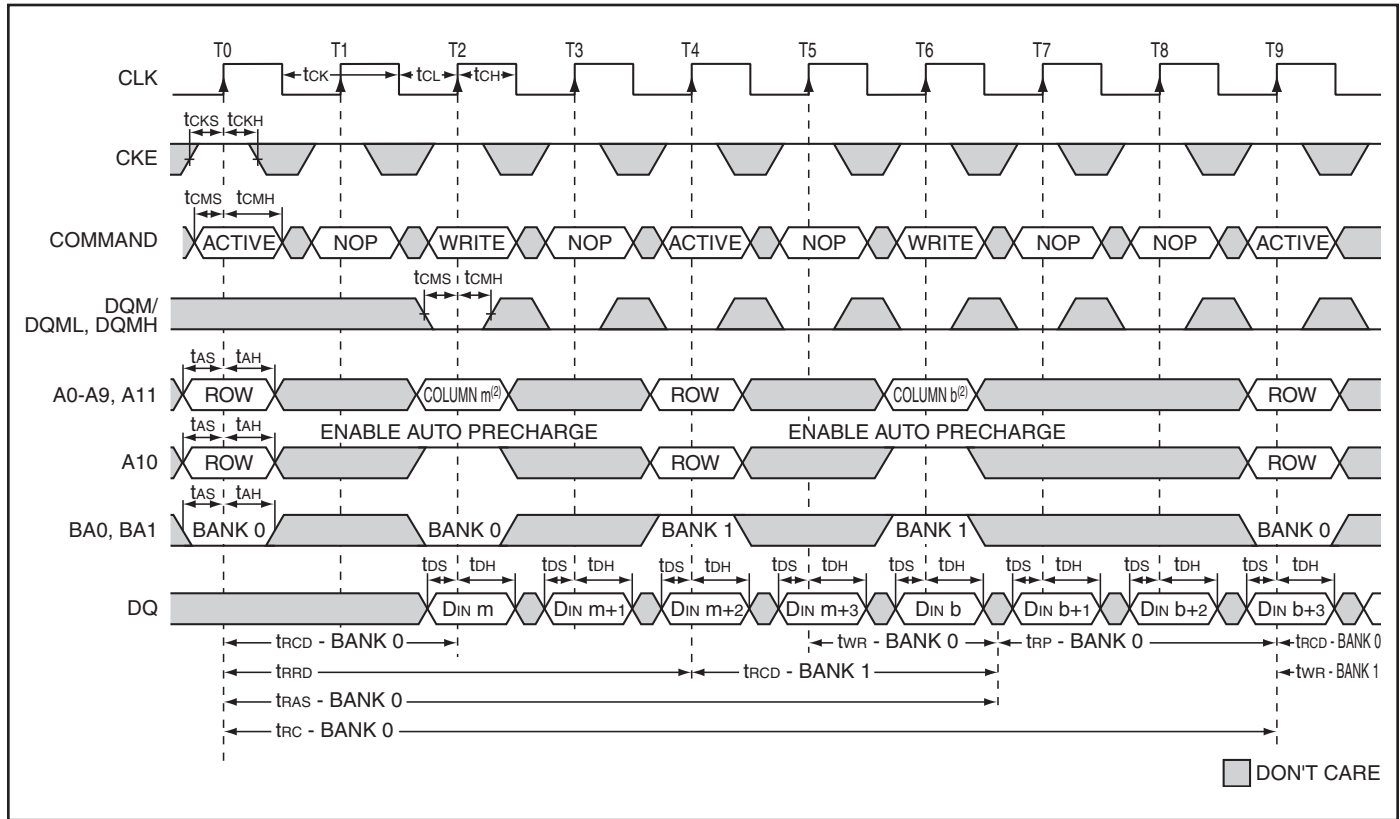 T0 T1 T2 T3 T4 T5 T6 T7 T8 T9
CLK tCK tCL tCH
tCKS tCKH
CKE
tCMS tCMH
COMMAND ACTIVE NOP WRITE NOP ACTIVE NOP WRITE NOP NOP ACTIVE
tCMS tCMH
DQM/
DQML, DQMH
tAS tAH
A0-A9, A11 ROW COLUMN m(2) ROW COLUMN b(2) ROW
tAS tAH ENABLE AUTO PRECHARGE ENABLE AUTO PRECHARGE
A10 ROW ROW ROW
tAS tAH
BA0, BA1 BANK 0 BANK 0 BANK 1 BANK 1 BANK 0
tDS tDH tDS tDH tDS tDH tDS tDH tDS tDH tDS tDH tDS tDH tDS tDH
DQ DIN m DIN m+1 DIN m+2 DIN m+3 DIN b DIN b+1 DIN b+2 DIN b+3
tRCD - BANK 0 tWR - BANK 0 tRP - BANK 0 tRCD - BANK 0
tRRD tRCD - BANK 1 tWR - BANK 1
tRAS - BANK 0
tRC - BANK 0
DON'T CARE